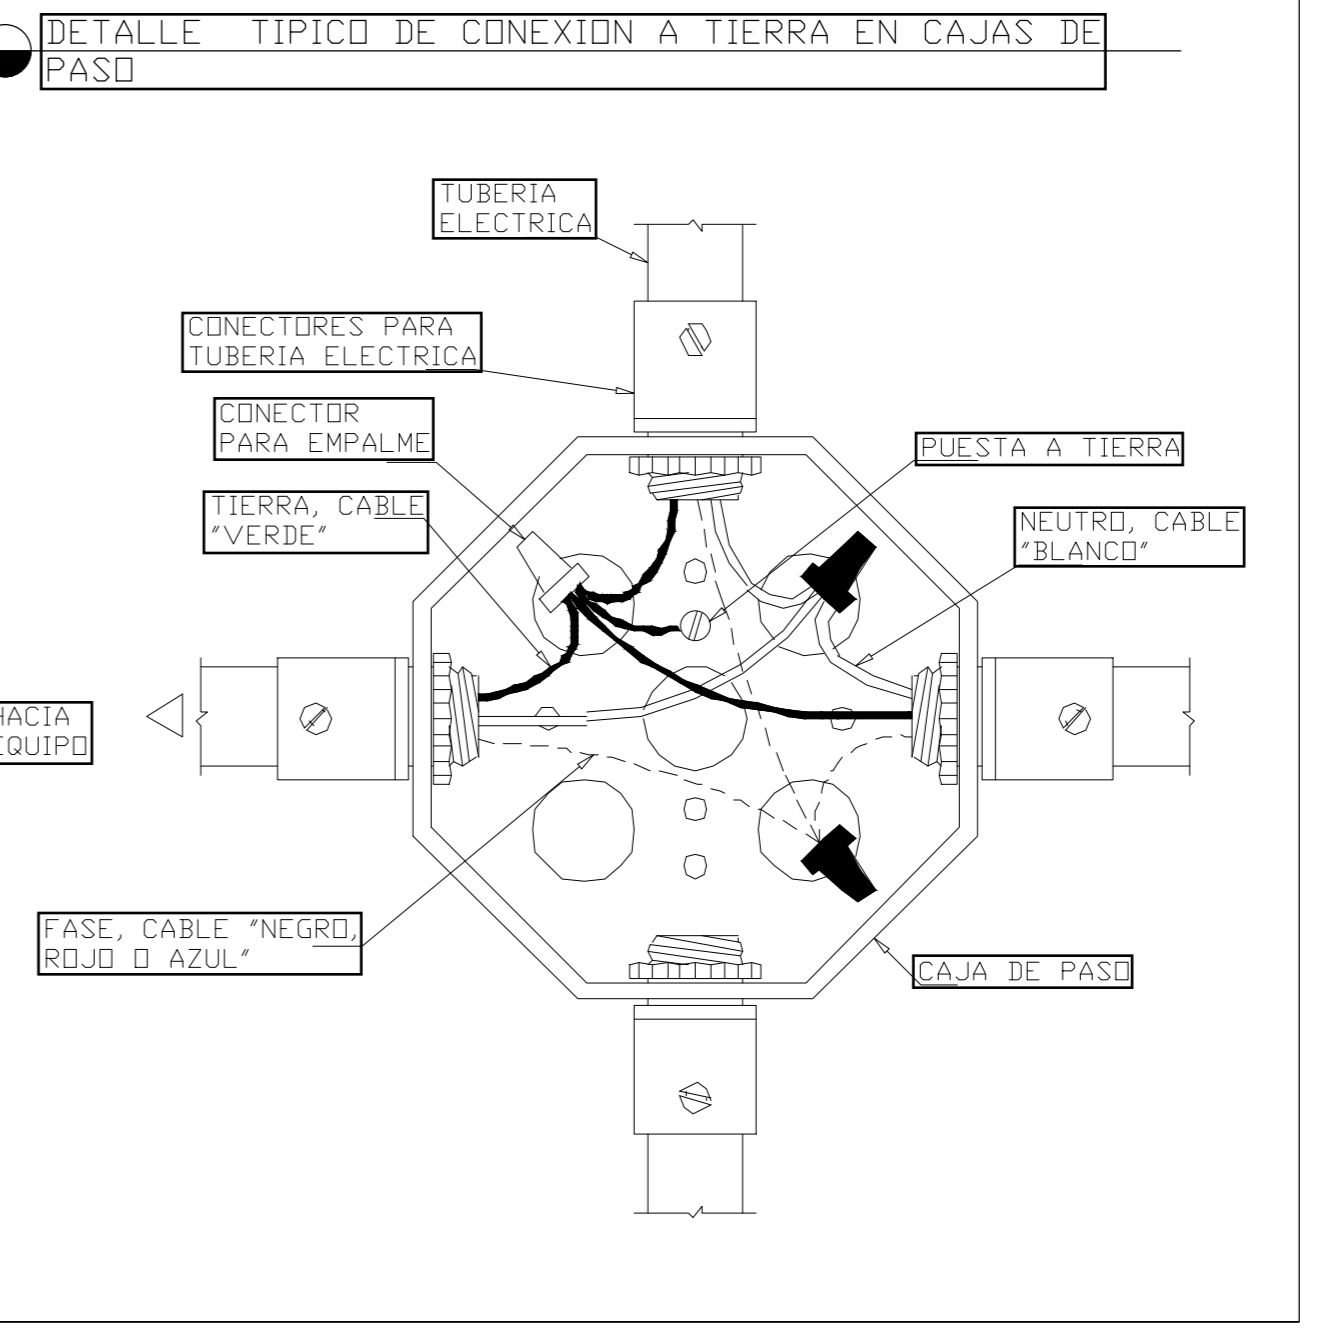 DETALLE TIPICO DE CONEXION A TIERRA EN CAJAS DE
PASO
TUBERIA
ELECTRICA
CONECTORES PARA
TUBERIA ELECTRICA
CONECTOR
PARA EMPALME
PUESTA A TIERRA
TIERRA, CABLE
"VERDE"
NEUTRO, CABLE
"BLANCO"
HACIA
EQUIPO
FASE, CABLE "NEGRO,
ROJO O AZUL"
CAJA DE PASO